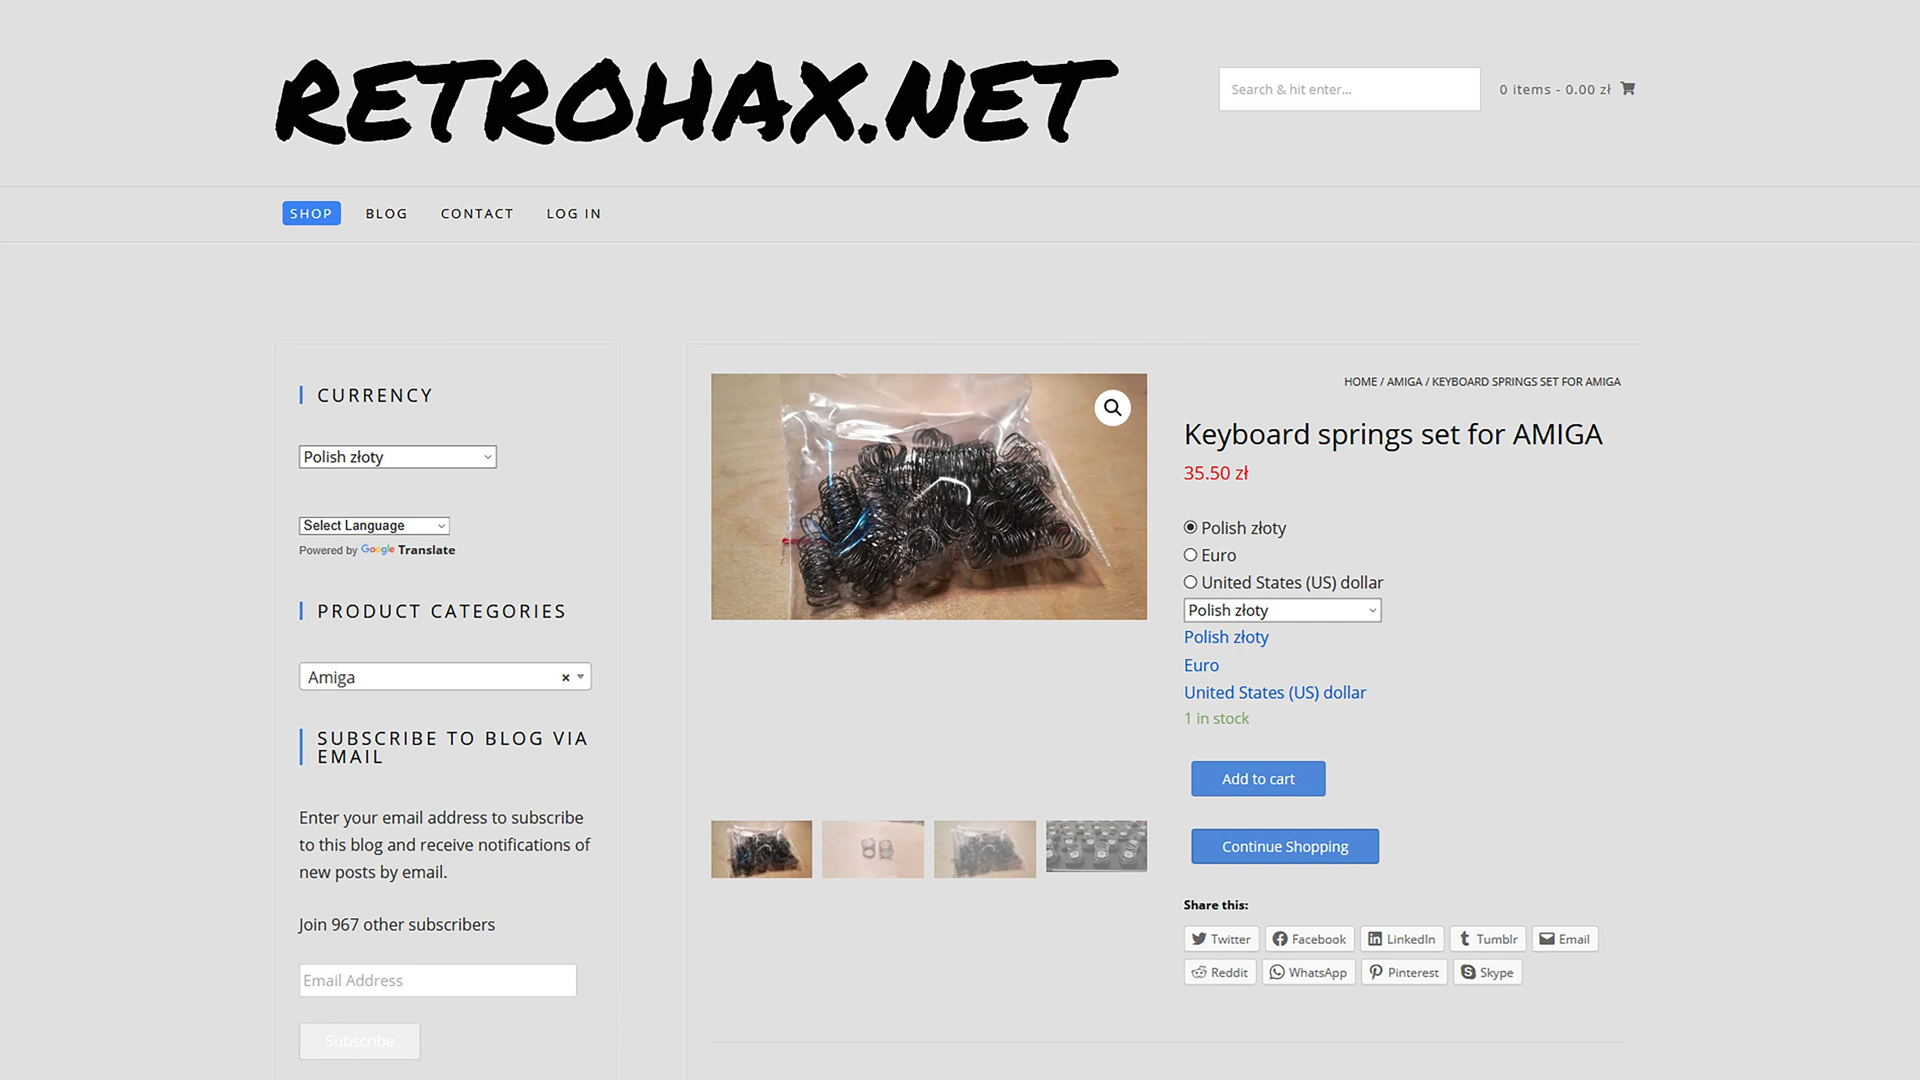 RETROHAX.NET
Search & hit enter...
0 items - 0.00 zł
SHOP BLOG CONTACT LOG IN
CURRENCY
Polish złoty
Select Language
Powered by Google Translate
PRODUCT CATEGORIES
Amiga × 
SUBSCRIBE TO BLOG VIA
EMAIL
Enter your email address to subscribe
to this blog and receive notifications of
new posts by email.
Join 967 other subscribers
Email Address
Subscribe
HOME / AMIGA / KEYBOARD SPRINGS SET FOR AMIGA
Keyboard springs set for AMIGA
35.50 zł
Polish złoty
Euro
United States (US) dollar
Polish złoty
Polish złoty
Euro
United States (US) dollar
1 in stock
Add to cart
Continue Shopping
Share this:
Twitter Facebook LinkedIn Tumblr Email
Reddit WhatsApp Pinterest Skype